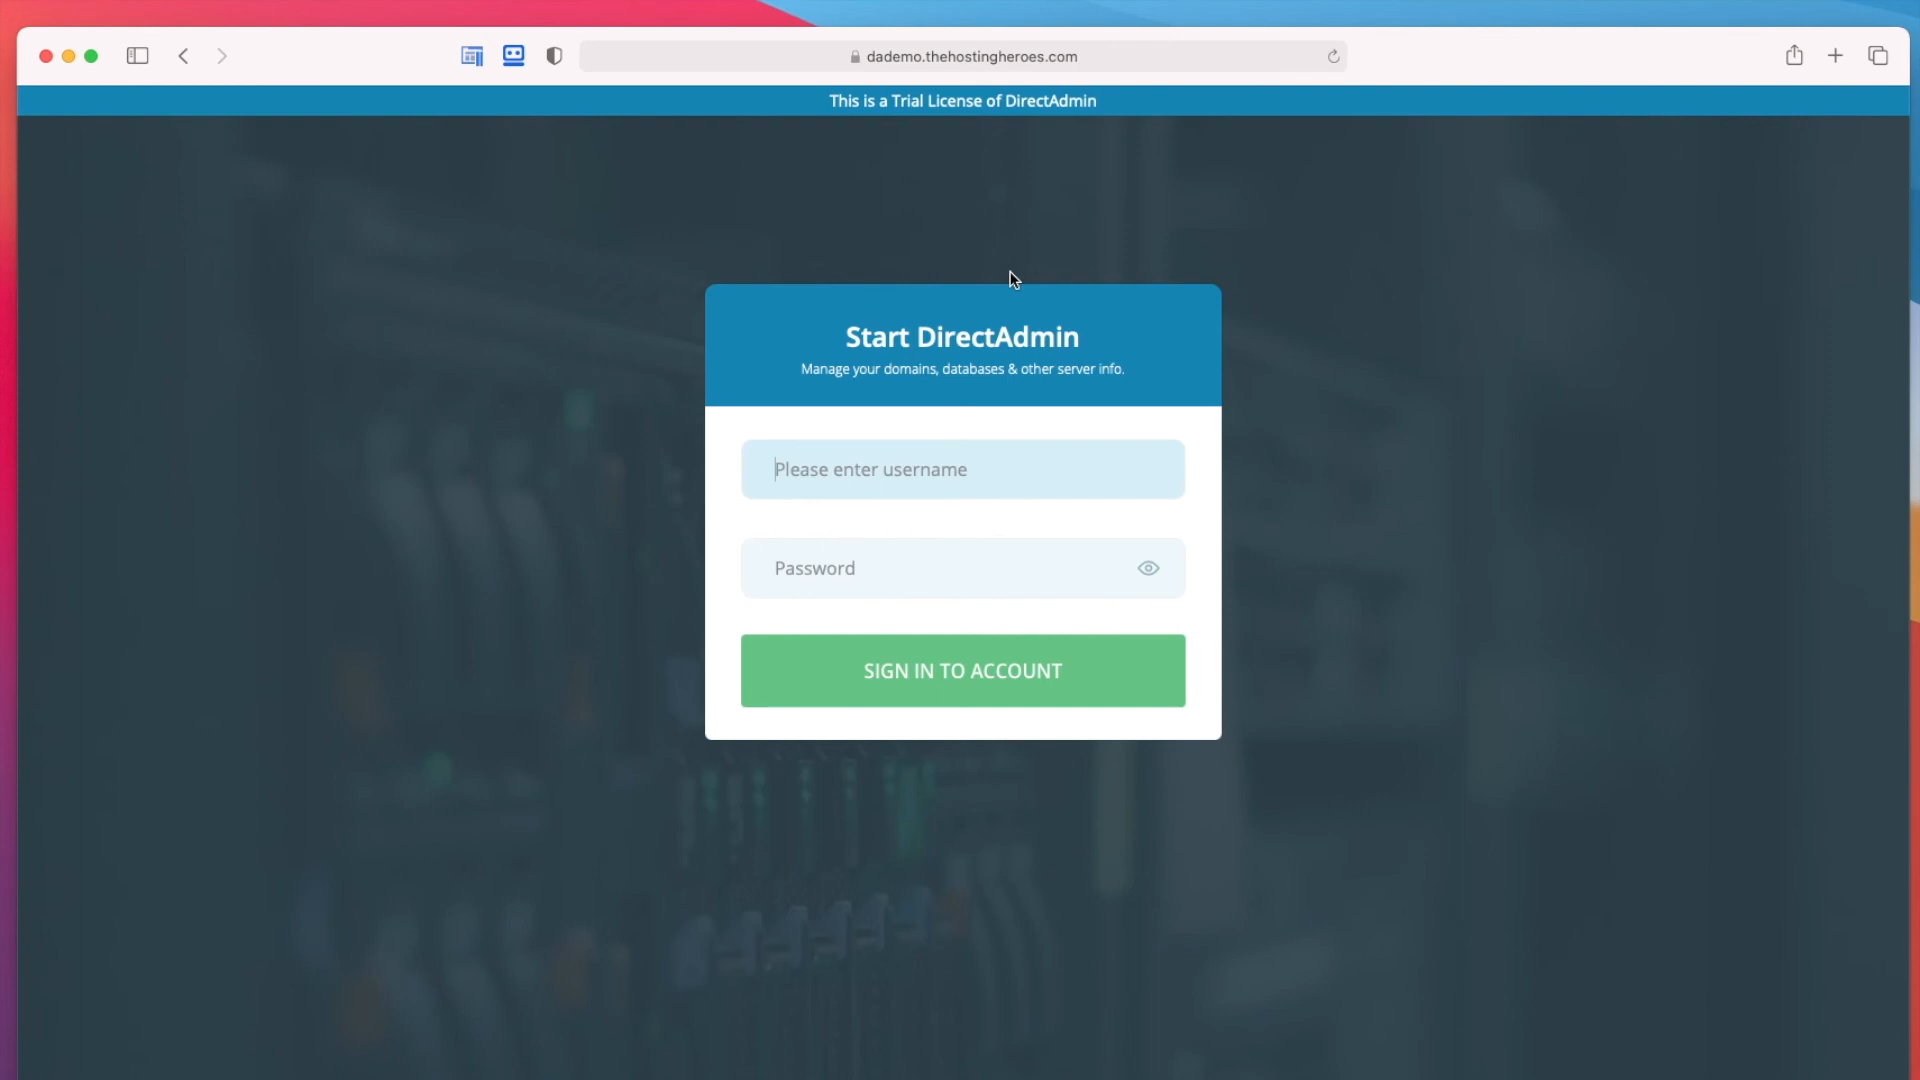 dademo.thehostingheroes.com
This is a Trial License of DirectAdmin
Start DirectAdmin
Manage your domains, databases & other server info.
Please enter username
Password
SIGN IN TO ACCOUNT